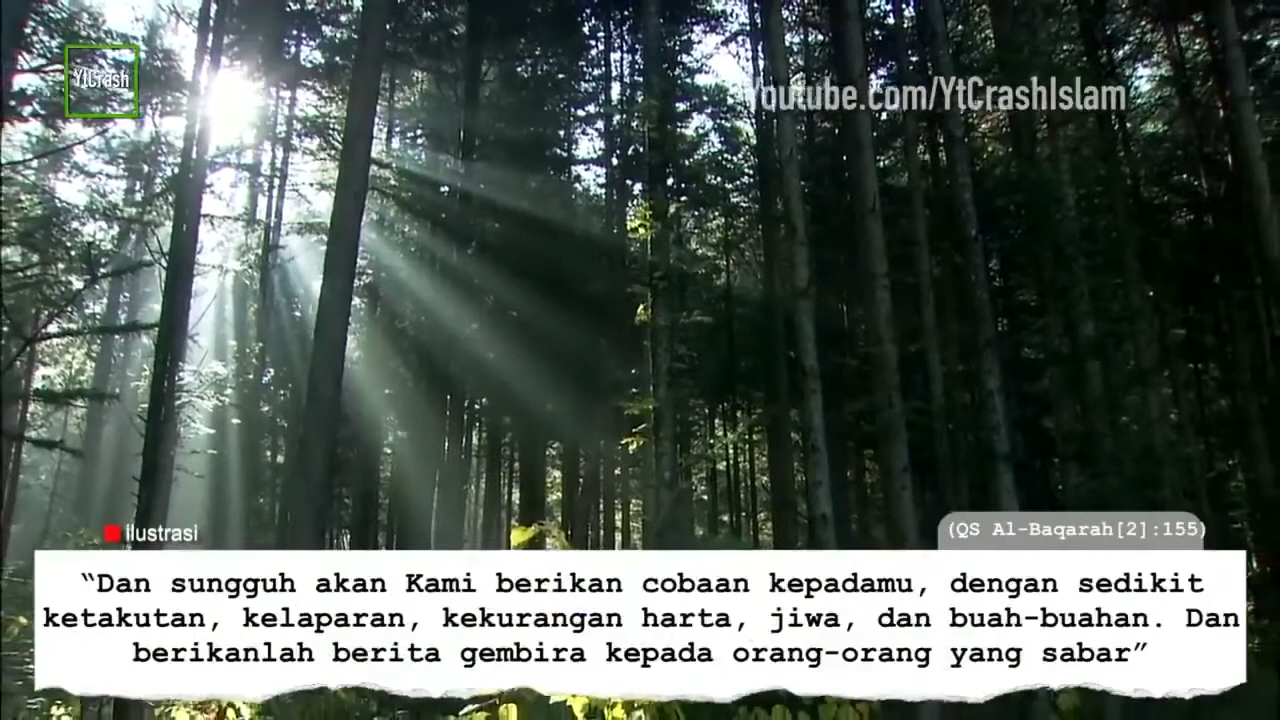 YtCrash
Youtube.com/YtCrashIslam
ilustrasi
(QS Al-Baqarah[2]:155)
“Dan sungguh akan Kami berikan cobaan kepadamu, dengan sedikit
ketakutan, kelaparan, kekurangan harta, jiwa, dan buah-buahan. Dan
berikanlah berita gembira kepada orang-orang yang sabar”